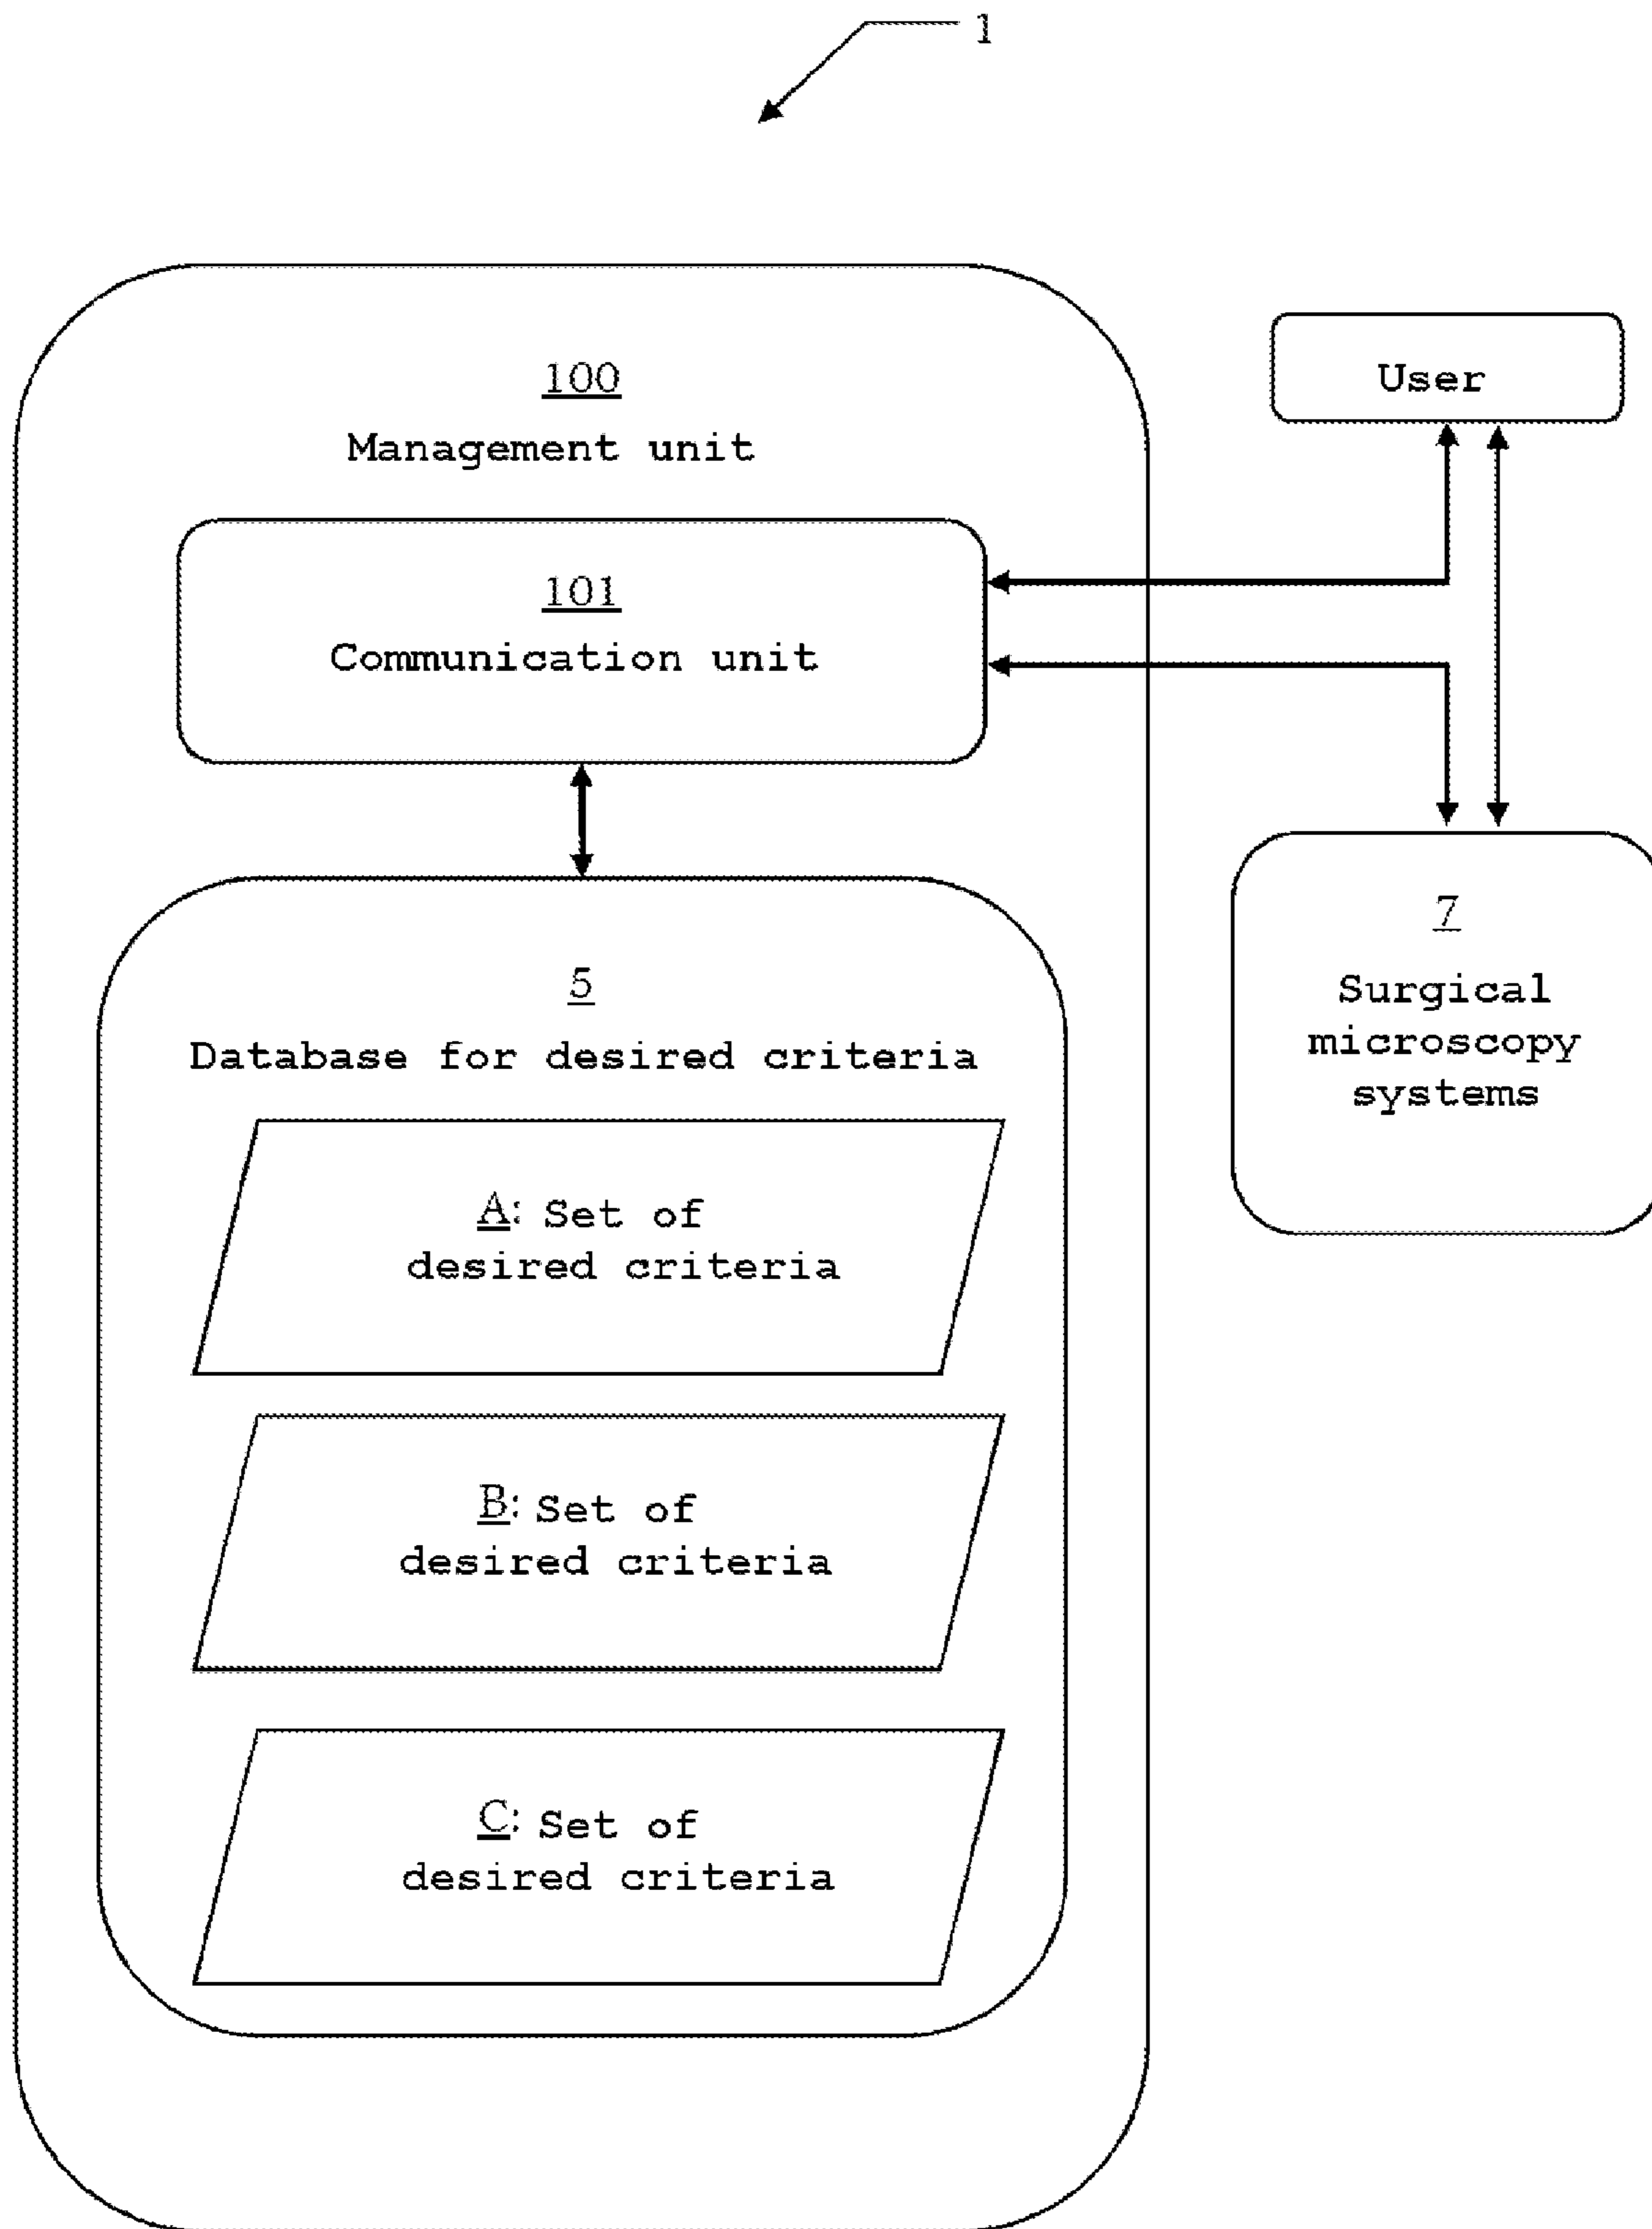 1
100
Management unit
User
101
Communication unit
7
Surgical
microscopy
systems
5
Database for desired criteria
A: Set of
desired criteria
B: Set of
desired criteria
C: Set of
desired criteria